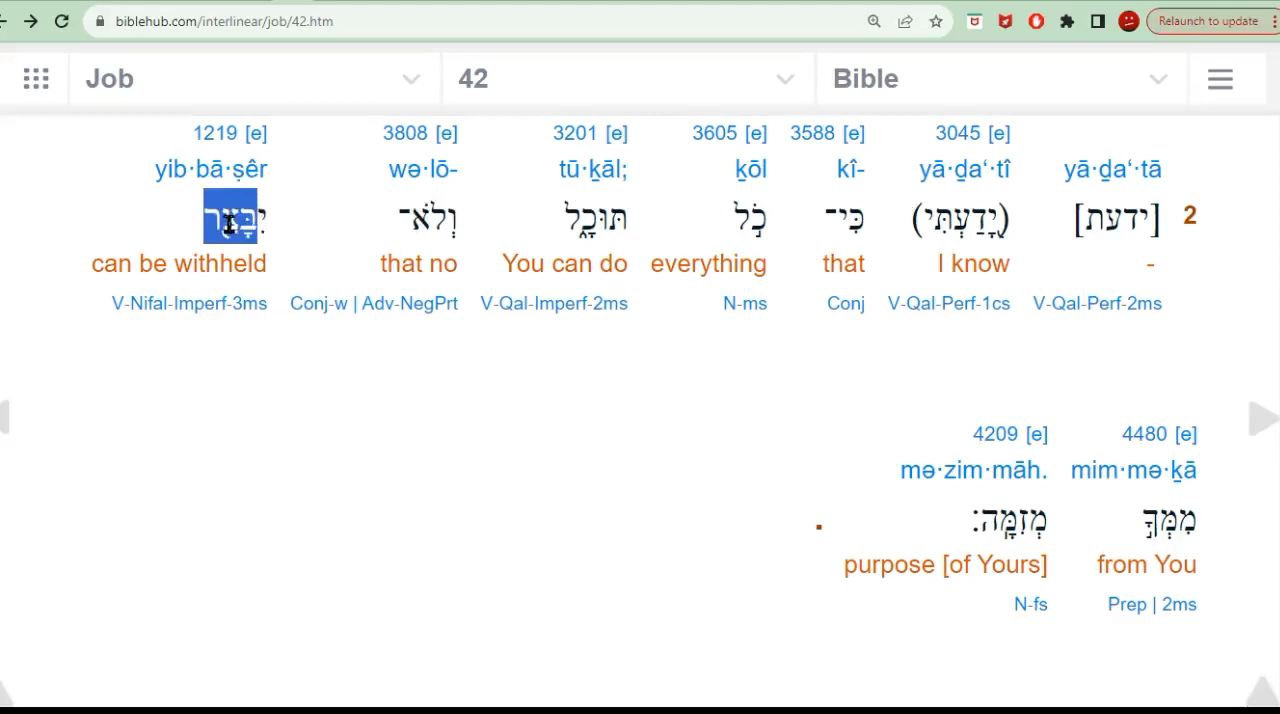 biblehub.com/interlinear/job/42.htm Relaunch to update
Job 42 Bible
1219 [e] 3808 [e] 3201 [e] 3605 [e] 3588 [e] 3045 [e]
yib·bā·ṣêr wə·lō- tū·ḵāl; ḵōl kî- yā·ḏa‘·tî yā·ḏa‘·tā
2 [ידעת] (יָ֭דַעְתִּי) כִּי־ כֹ֣ל תּוּכָ֑ל וְלֹא־ יִבָּצֵ֖ר
can be withheld that no You can do everything that I know -
V-Nifal-Imperf-3ms Conj-w | Adv-NegPrt V-Qal-Imperf-2ms N-ms Conj V-Qal-Perf-1cs V-Qal-Perf-2ms
4209 [e] 4480 [e]
mə·zim·māh. mim·mə·ḵā
מִמְּךָ֣ מְזִמָּֽה׃ .
purpose [of Yours] from You
N-fs Prep | 2ms